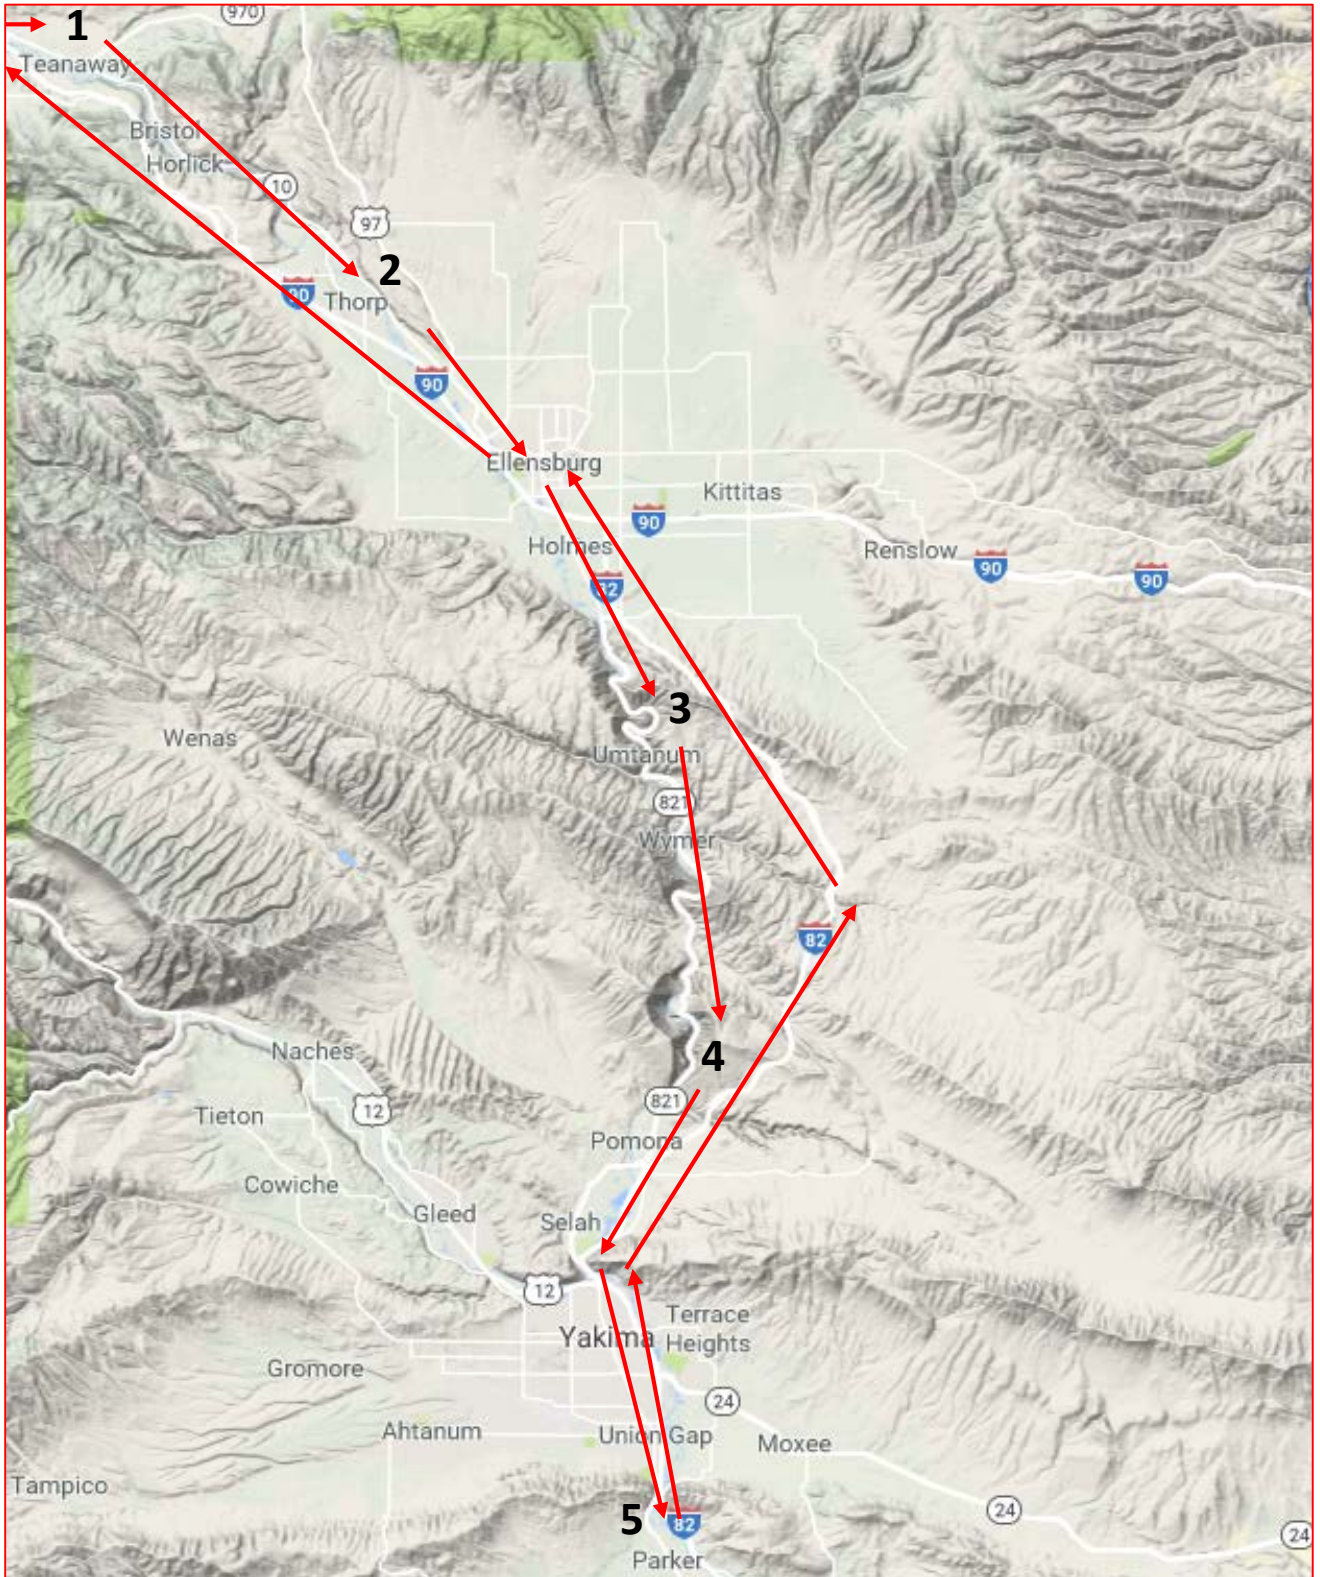 970
1
Teanaway
Bristol
Horlick
10
97
2
90
Thorp
90
Ellensburg
Kittitas
90
Holmes
Renslow
90
90
82
3
Wenas
Umtanum
821
Wymer
82
Naches
4
821
12
Tieton
Pomona
Cowiche
Gleed
Selah
12
Terrace
Heights
Yakima
Gromore
24
Ahtanum
Union Gap
Moxee
Tampico
5
82
24
24
Parker